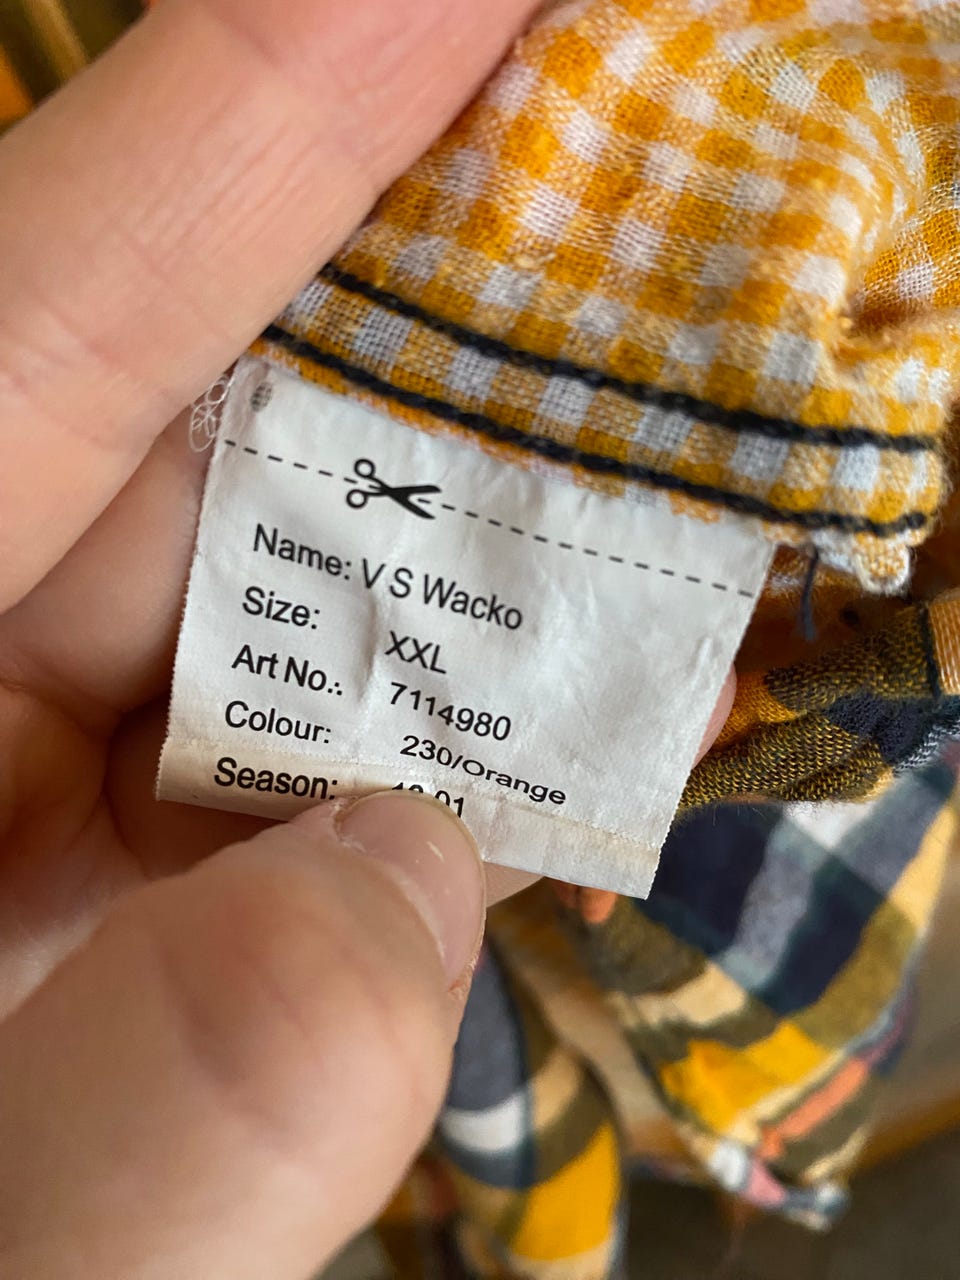 Name: V S Wacko
Size: XXL
Art No.: 7114980
Colour: 230/Orange
Season: